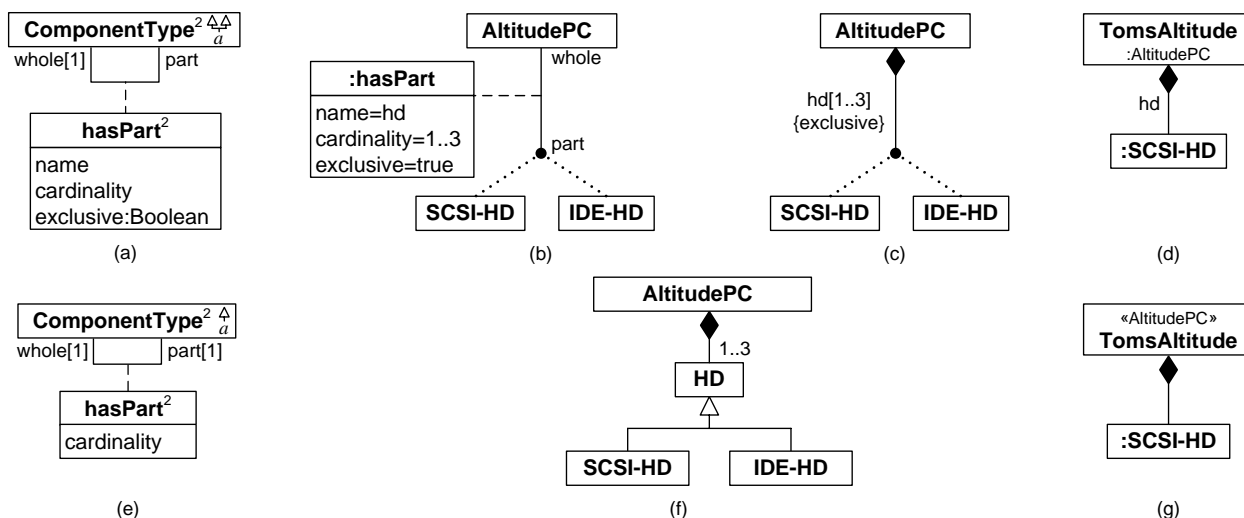 ComponentType² a
whole[1] part
hasPart²
name
cardinality
exclusive:Boolean
(a)
AltitudePC
whole
:hasPart
name=hd
cardinality=1..3
exclusive=true
part
SCSI-HD IDE-HD
(b)
AltitudePC
hd[1..3]
{exclusive}
SCSI-HD IDE-HD
(c)
TomsAltitude
:AltitudePC
hd
:SCSI-HD
(d)
ComponentType² a
whole[1] part[1]
hasPart²
cardinality
(e)
AltitudePC
1..3
HD
SCSI-HD IDE-HD
(f)
«AltitudePC»
TomsAltitude
:SCSI-HD
(g)